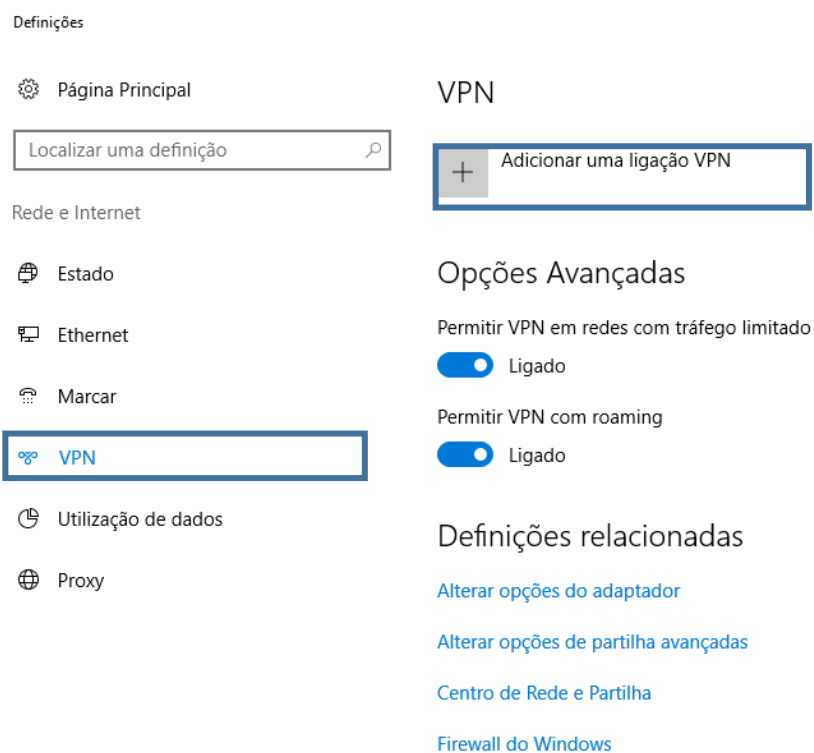 Definições
Página Principal
Localizar uma definição
Rede e Internet
Estado
Ethernet
Marcar
VPN
Utilização de dados
Proxy
VPN
Adicionar uma ligação VPN
Opções Avançadas
Permitir VPN em redes com tráfego limitado
Ligado
Permitir VPN com roaming
Ligado
Definições relacionadas
Alterar opções do adaptador
Alterar opções de partilha avançadas
Centro de Rede e Partilha
Firewall do Windows